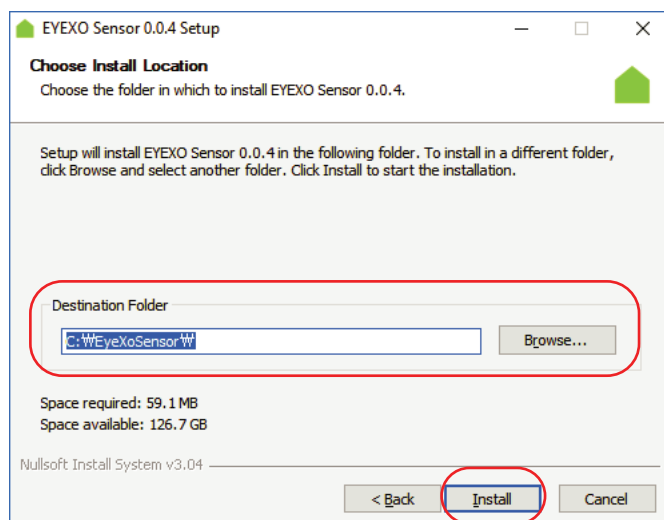 EYEXO Sensor 0.0.4 Setup
Choose Install Location
Choose the folder in which to install EYEXO Sensor 0.0.4.
Setup will install EYEXO Sensor 0.0.4 in the following folder. To install in a different folder,
click Browse and select another folder. Click Install to start the installation.
Destination Folder
C:₩EyeXoSensor₩
Browse...
Space required: 59.1 MB
Space available: 126.7 GB
Nullsoft Install System v3.04
< Back
Install
Cancel